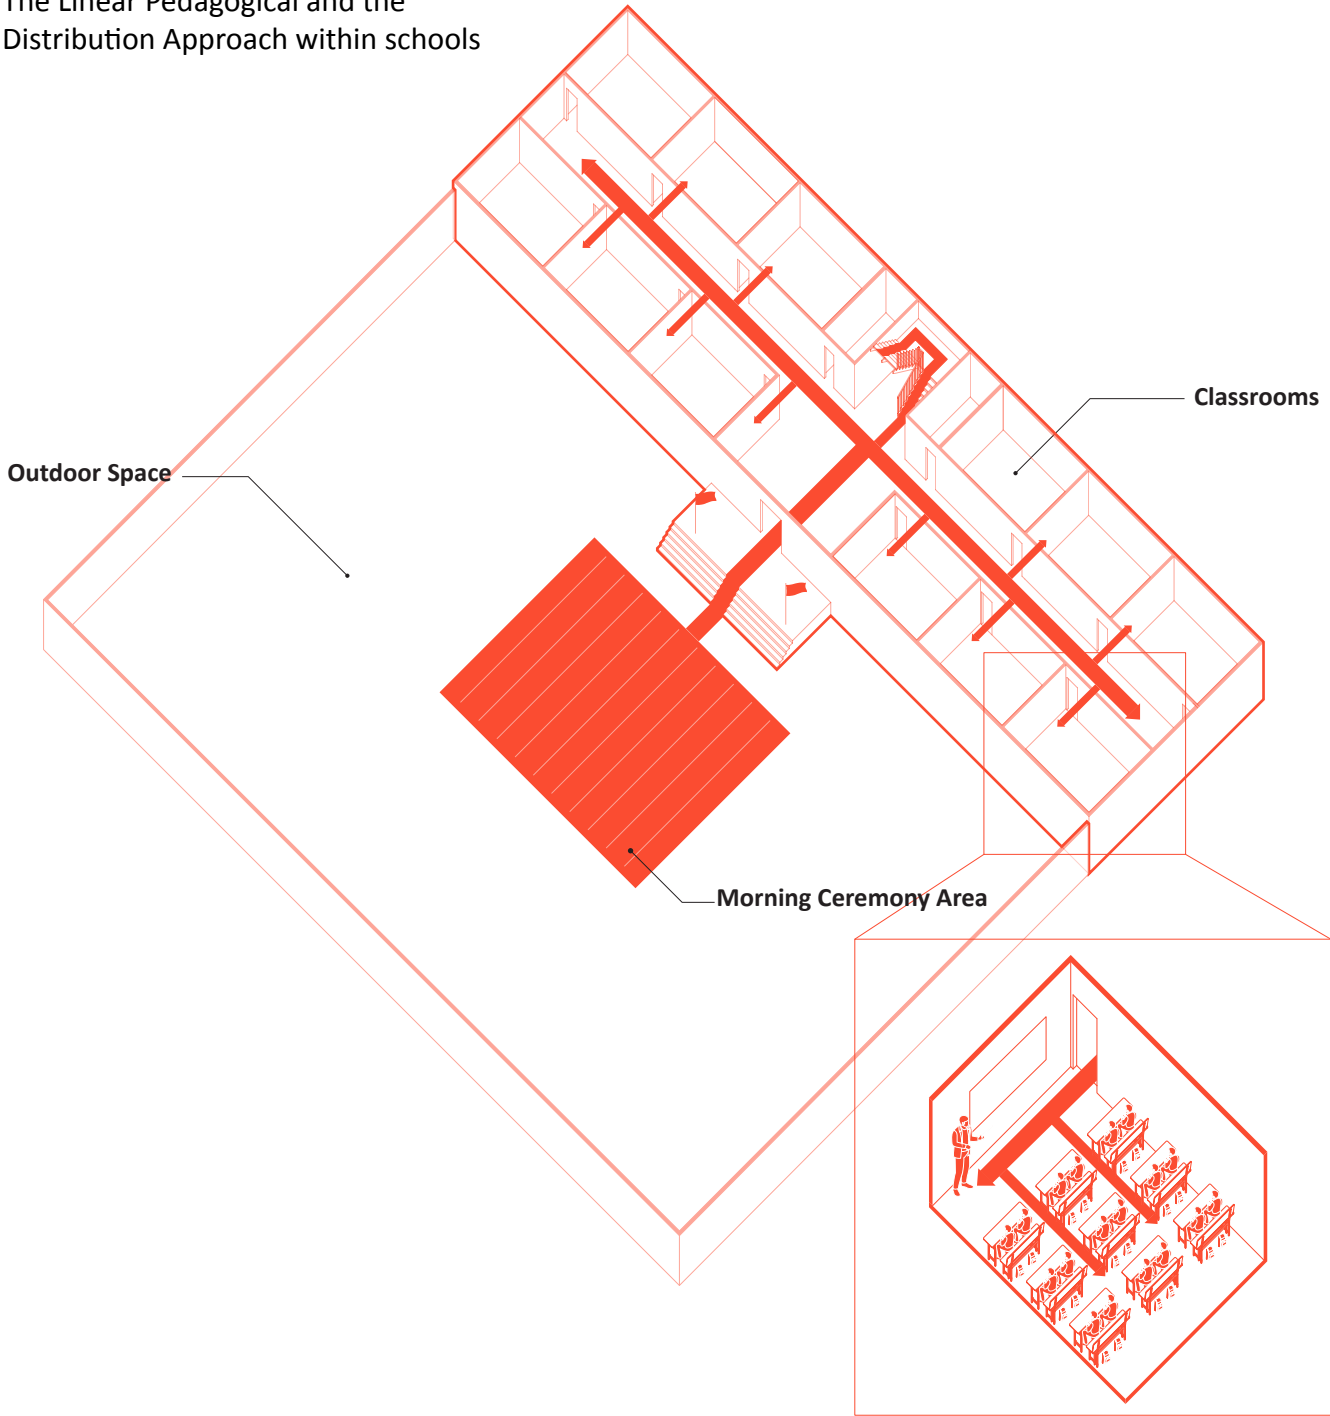 The Linear Pedagogical and the
Distribution Approach within schools
Classrooms
Outdoor Space
Morning Ceremony Area